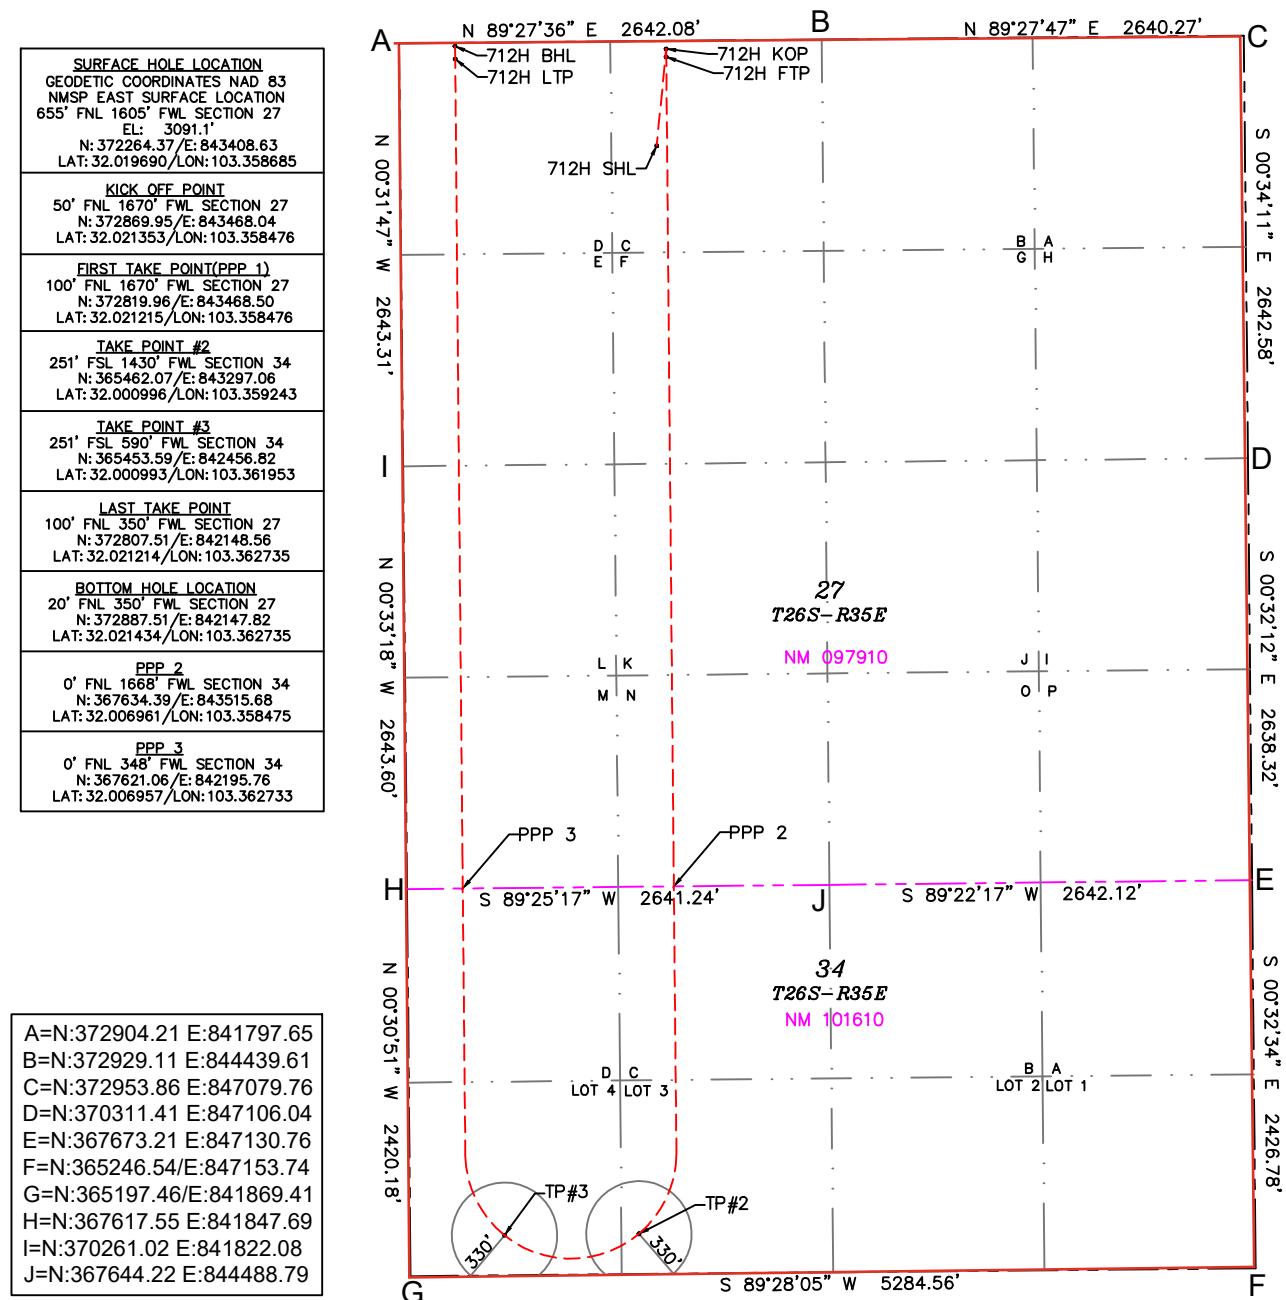 SURFACE HOLE LOCATION
GEODETIC COORDINATES NAD 83
NMSP EAST SURFACE LOCATION
655' FNL 1605' FWL SECTION 27
EL: 3091.1'
N:372264.37/E:843408.63
LAT:32.019690/LON:103.358685
KICK OFF POINT
50' FNL 1670' FWL SECTION 27
N:372869.95/E:843468.04
LAT:32.021353/LON:103.358476
FIRST TAKE POINT(PPP 1)
100' FNL 1670' FWL SECTION 27
N:372819.96/E:843468.50
LAT:32.021215/LON:103.358476
TAKE POINT #2
251' FSL 1430' FWL SECTION 34
N:365462.07/E:843297.06
LAT:32.000996/LON:103.359243
TAKE POINT #3
251' FSL 590' FWL SECTION 34
N:365453.59/E:842456.82
LAT:32.000993/LON:103.361953
LAST TAKE POINT
100' FNL 350' FWL SECTION 27
N:372807.51/E:842148.56
LAT:32.021214/LON:103.362735
BOTTOM HOLE LOCATION
20' FNL 350' FWL SECTION 27
N:372887.51/E:842147.82
LAT:32.021434/LON:103.362735
PPP 2
0' FNL 1668' FWL SECTION 34
N:367634.39/E:843515.68
LAT:32.006961/LON:103.358475
PPP 3
0' FNL 348' FWL SECTION 34
N:367621.06/E:842195.76
LAT:32.006957/LON:103.362733
A=N:372904.21 E:841797.65
B=N:372929.11 E:844439.61
C=N:372953.86 E:847079.76
D=N:370311.41 E:847106.04
E=N:367673.21 E:847130.76
F=N:365246.54/E:847153.74
G=N:365197.46/E:841869.41
H=N:367617.55 E:841847.69
I=N:370261.02 E:841822.08
J=N:367644.22 E:844488.79
A
N 89°27'36" E 2642.08'
B
N 89°27'47" E 2640.27'
C
712H BHL
712H LTP
712H KOP
712H FTP
712H SHL
N 00°31'47" W 2643.31'
S 00°34'11" E 2642.58'
D C
E F
B A
G H
I
D
27
T26S-R35E
NM 097910
N 00°33'18" W 2643.60'
S 00°32'12" E 2638.32'
L K
M N
J I
O P
PPP 3
PPP 2
H
S 89°25'17" W 2641.24'
J
S 89°22'17" W 2642.12'
E
34
T26S-R35E
NM 101610
N 00°30'51" W 2420.18'
S 00°32'34" E 2426.78'
D C
LOT 4 LOT 3
B A
LOT 2 LOT 1
TP#3
TP#2
330'
330'
G
S 89°28'05" W 5284.56'
F